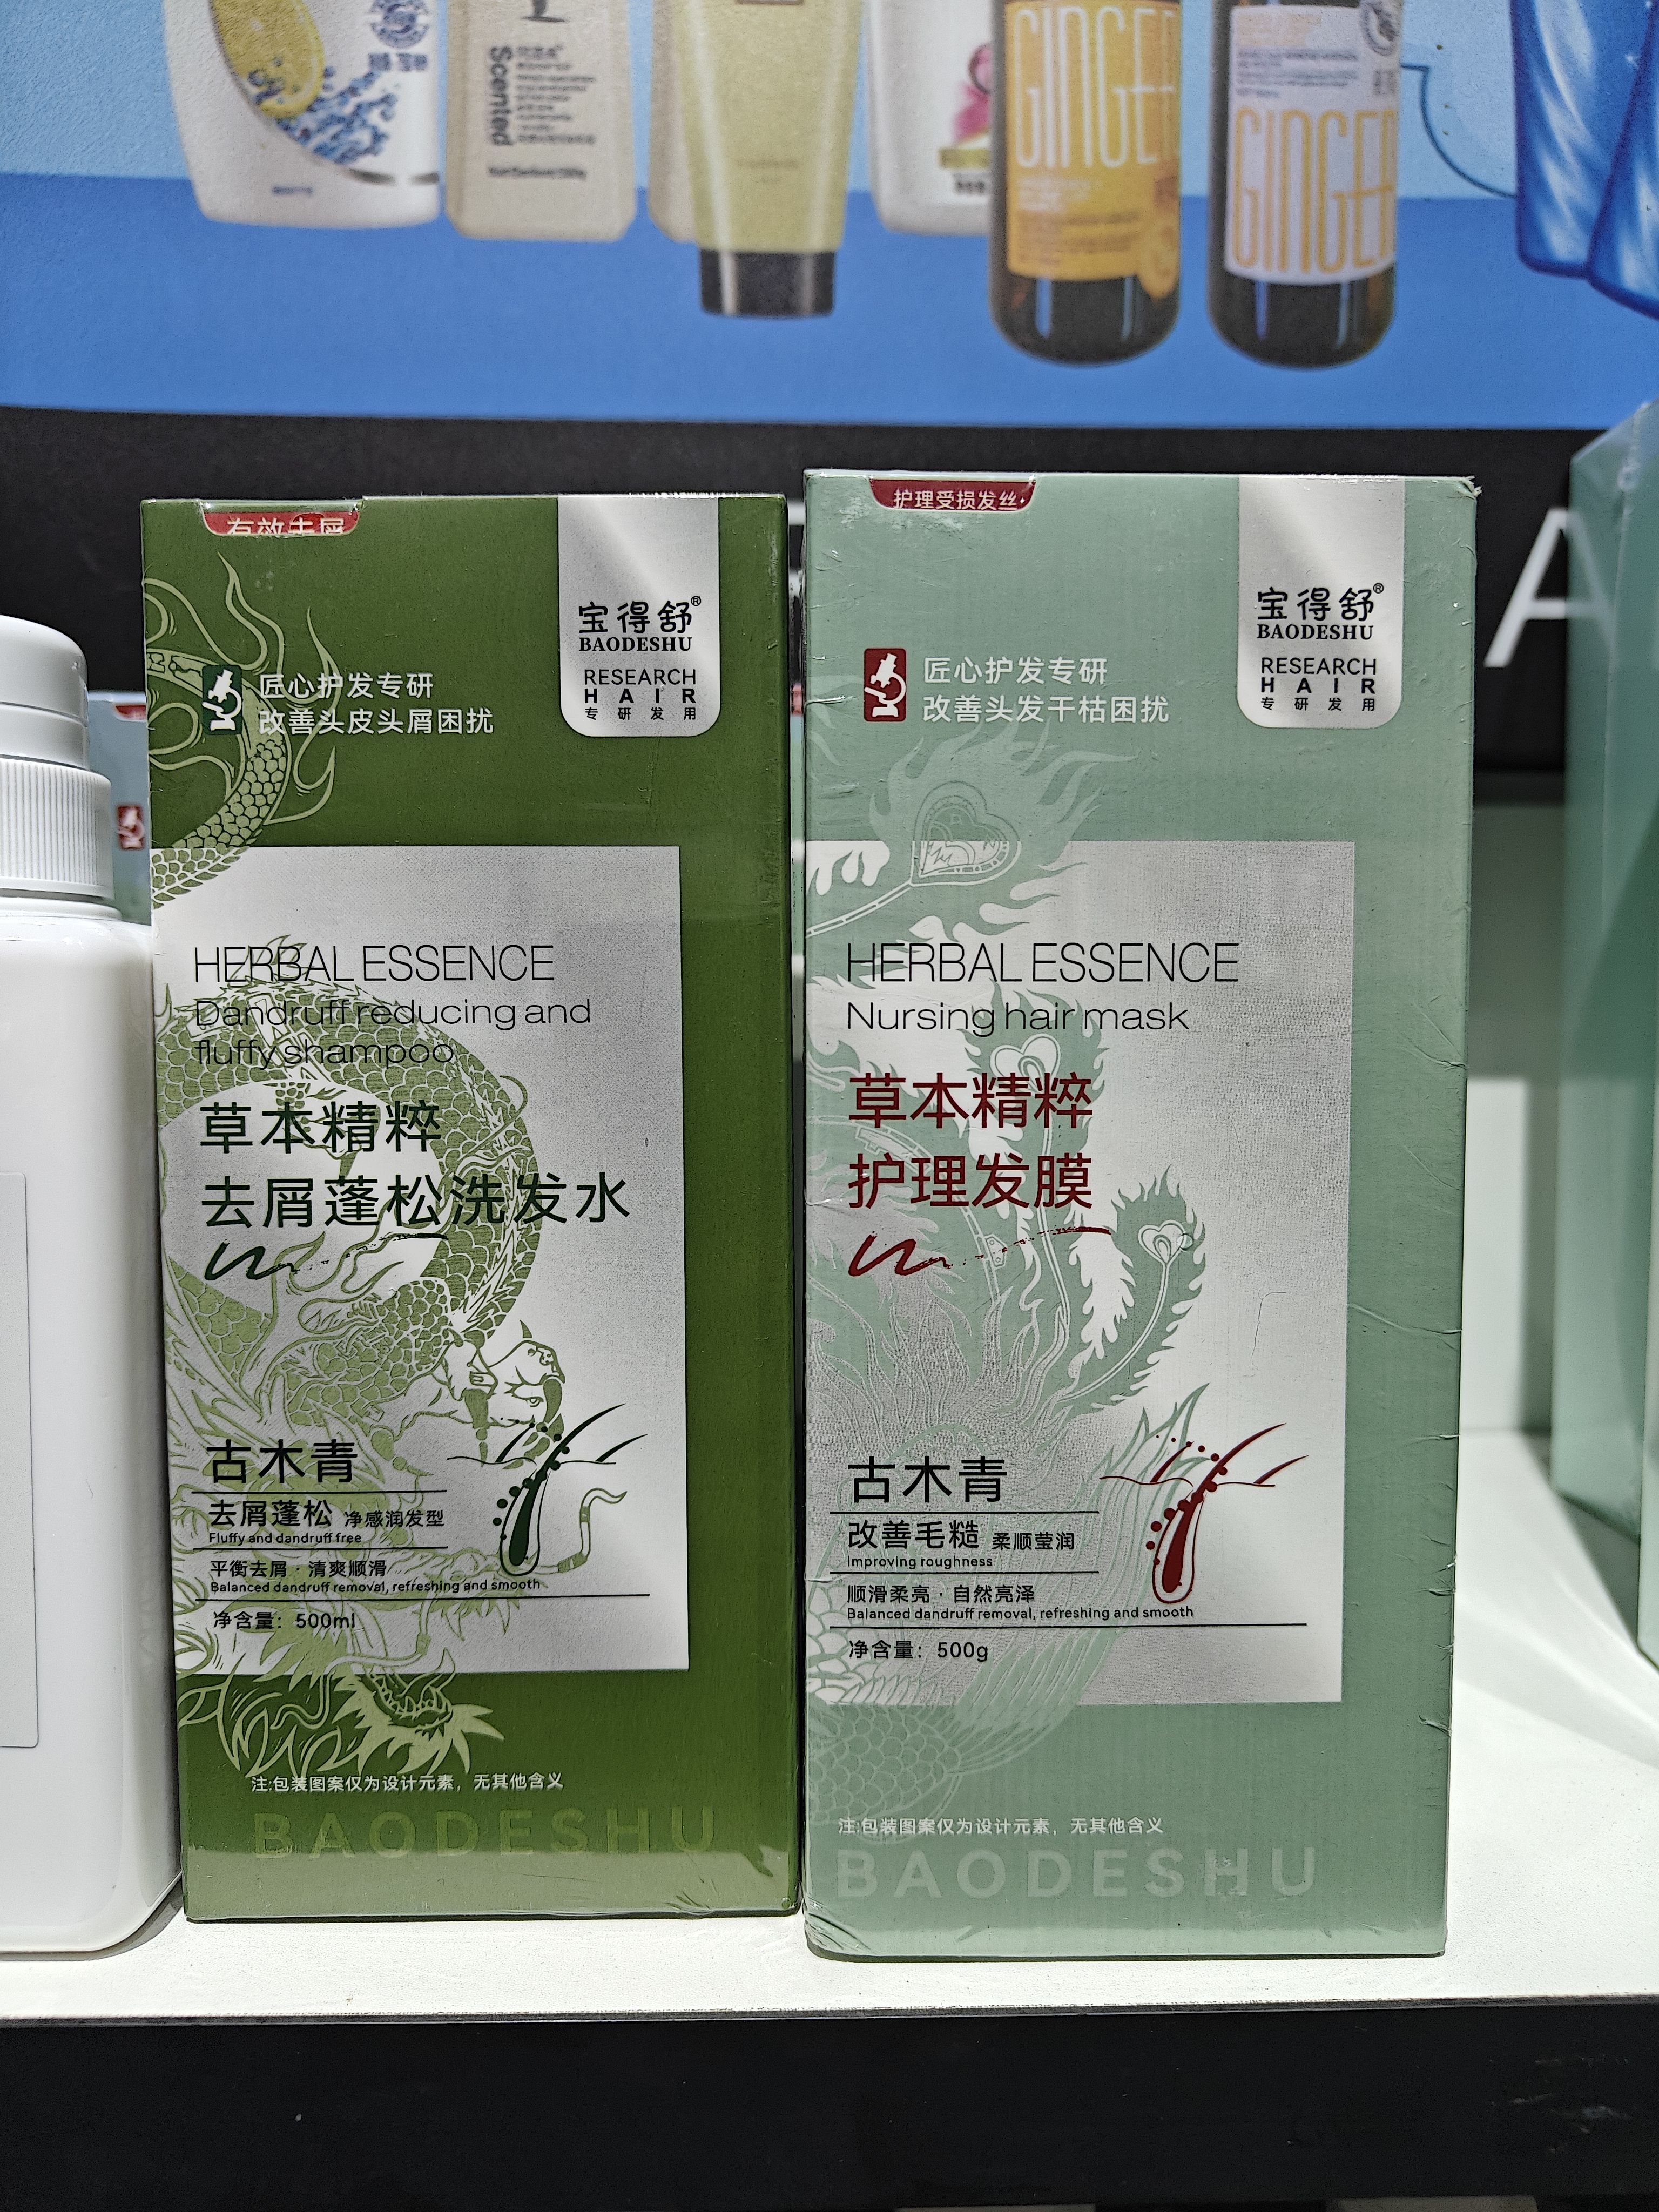 Scented
GINGER
GINGER
A
有效去屑
宝得舒®
BAODESHU
RESEARCH
HAIR
专研发用
匠心护发专研
改善头皮头屑困扰
HERBAL ESSENCE
Dandruff reducing and
fluffy shampoo
草本精粹
去屑蓬松洗发水
古木青
去屑蓬松 净感润发型
Fluffy and dandruff free
平衡去屑·清爽顺滑
Balanced dandruff removal, refreshing and smooth
净含量：500ml
注:包装图案仅为设计元素，无其他含义
BAODESHU
护理受损发丝
宝得舒®
BAODESHU
RESEARCH
HAIR
专研发用
匠心护发专研
改善头发干枯困扰
HERBAL ESSENCE
Nursing hair mask
草本精粹
护理发膜
古木青
改善毛糙 柔顺莹润
Improving roughness
顺滑柔亮·自然亮泽
Balanced dandruff removal, refreshing and smooth
净含量：500g
注:包装图案仅为设计元素，无其他含义
BAODESHU